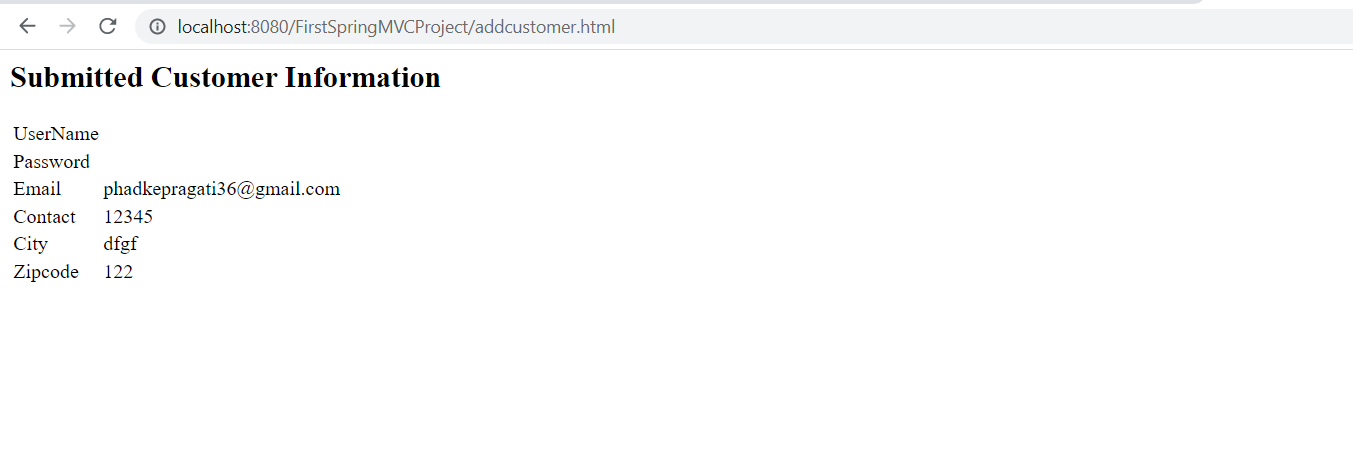 localhost:8080/FirstSpringMVCProject/addcustomer.html
Submitted Customer Information
UserName
Password
Email phadkepragati36@gmail.com
Contact 12345
City dfgf
Zipcode 122